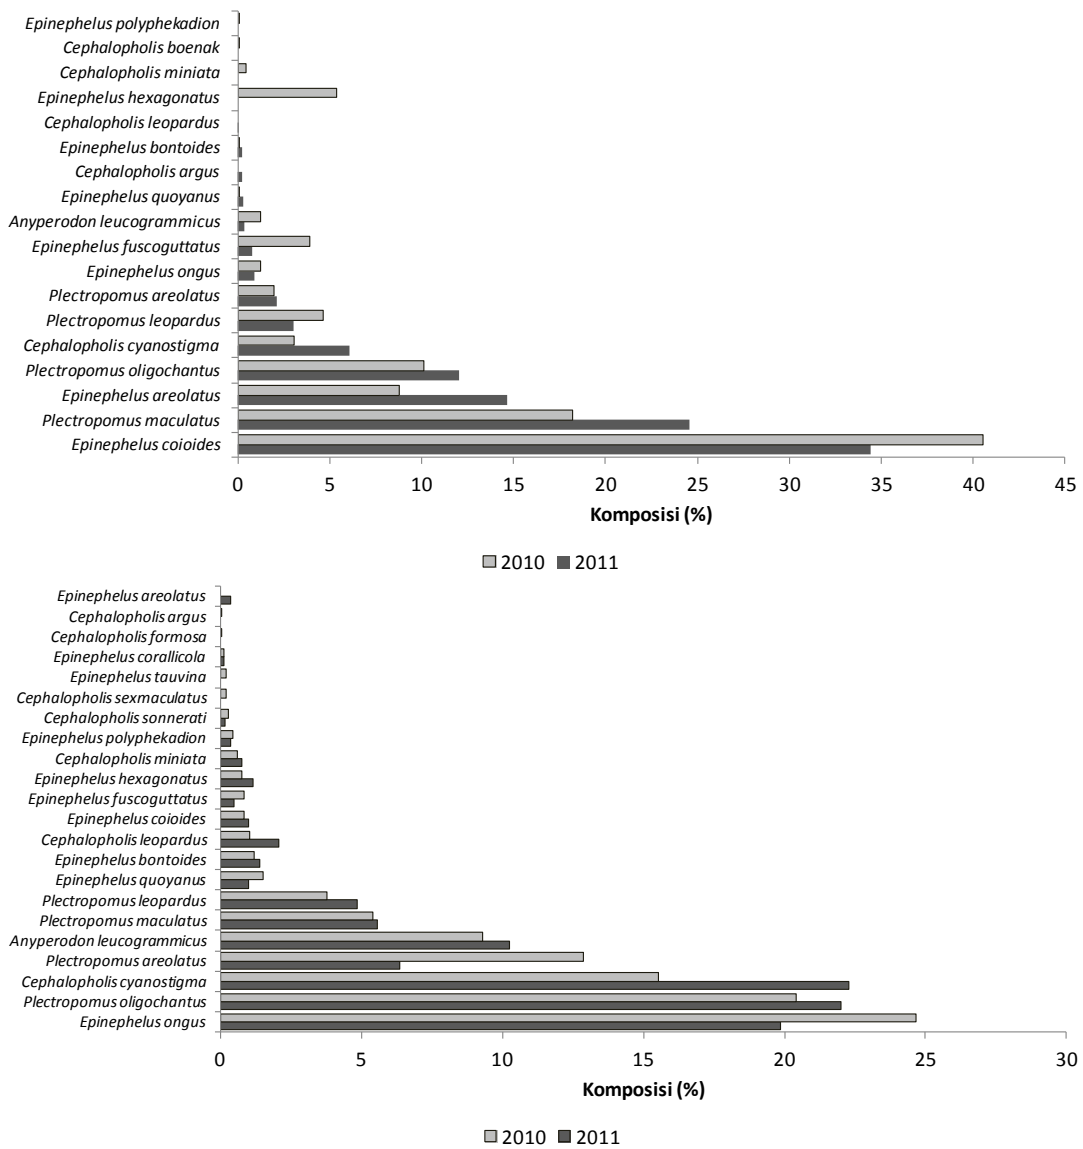 Epinephelus polyphekadion
Cephalopholis boenak
Cephalopholis miniata
Epinephelus hexagonatus
Cephalopholis leopardus
Epinephelus bontoides
Cephalopholis argus
Epinephelus quoyanus
Anyperodon leucogrammicus
Epinephelus fuscoguttatus
Epinephelus ongus
Plectropomus areolatus
Plectropomus leopardus
Cephalopholis cyanostigma
Plectropomus oligochantus
Epinephelus areolatus
Plectropomus maculatus
Epinephelus coioides
0 5 10 15 20 25 30 35 40 45
Komposisi (%)
2010 2011
Epinephelus areolatus
Cephalopholis argus
Cephalopholis formosa
Epinephelus corallicola
Epinephelus tauvina
Cephalopholis sexmaculatus
Cephalopholis sonnerati
Epinephelus polyphekadion
Cephalopholis miniata
Epinephelus hexagonatus
Epinephelus fuscoguttatus
Epinephelus coioides
Cephalopholis leopardus
Epinephelus bontoides
Epinephelus quoyanus
Plectropomus leopardus
Plectropomus maculatus
Anyperodon leucogrammicus
Plectropomus areolatus
Cephalopholis cyanostigma
Plectropomus oligochantus
Epinephelus ongus
0 5 10 15 20 25 30
Komposisi (%)
2010 2011